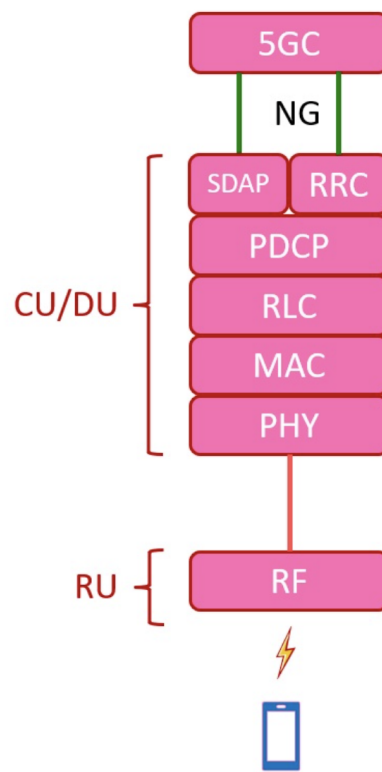 5GC
NG
SDAP RRC
PDCP
CU/DU RLC
MAC
PHY
RU RF